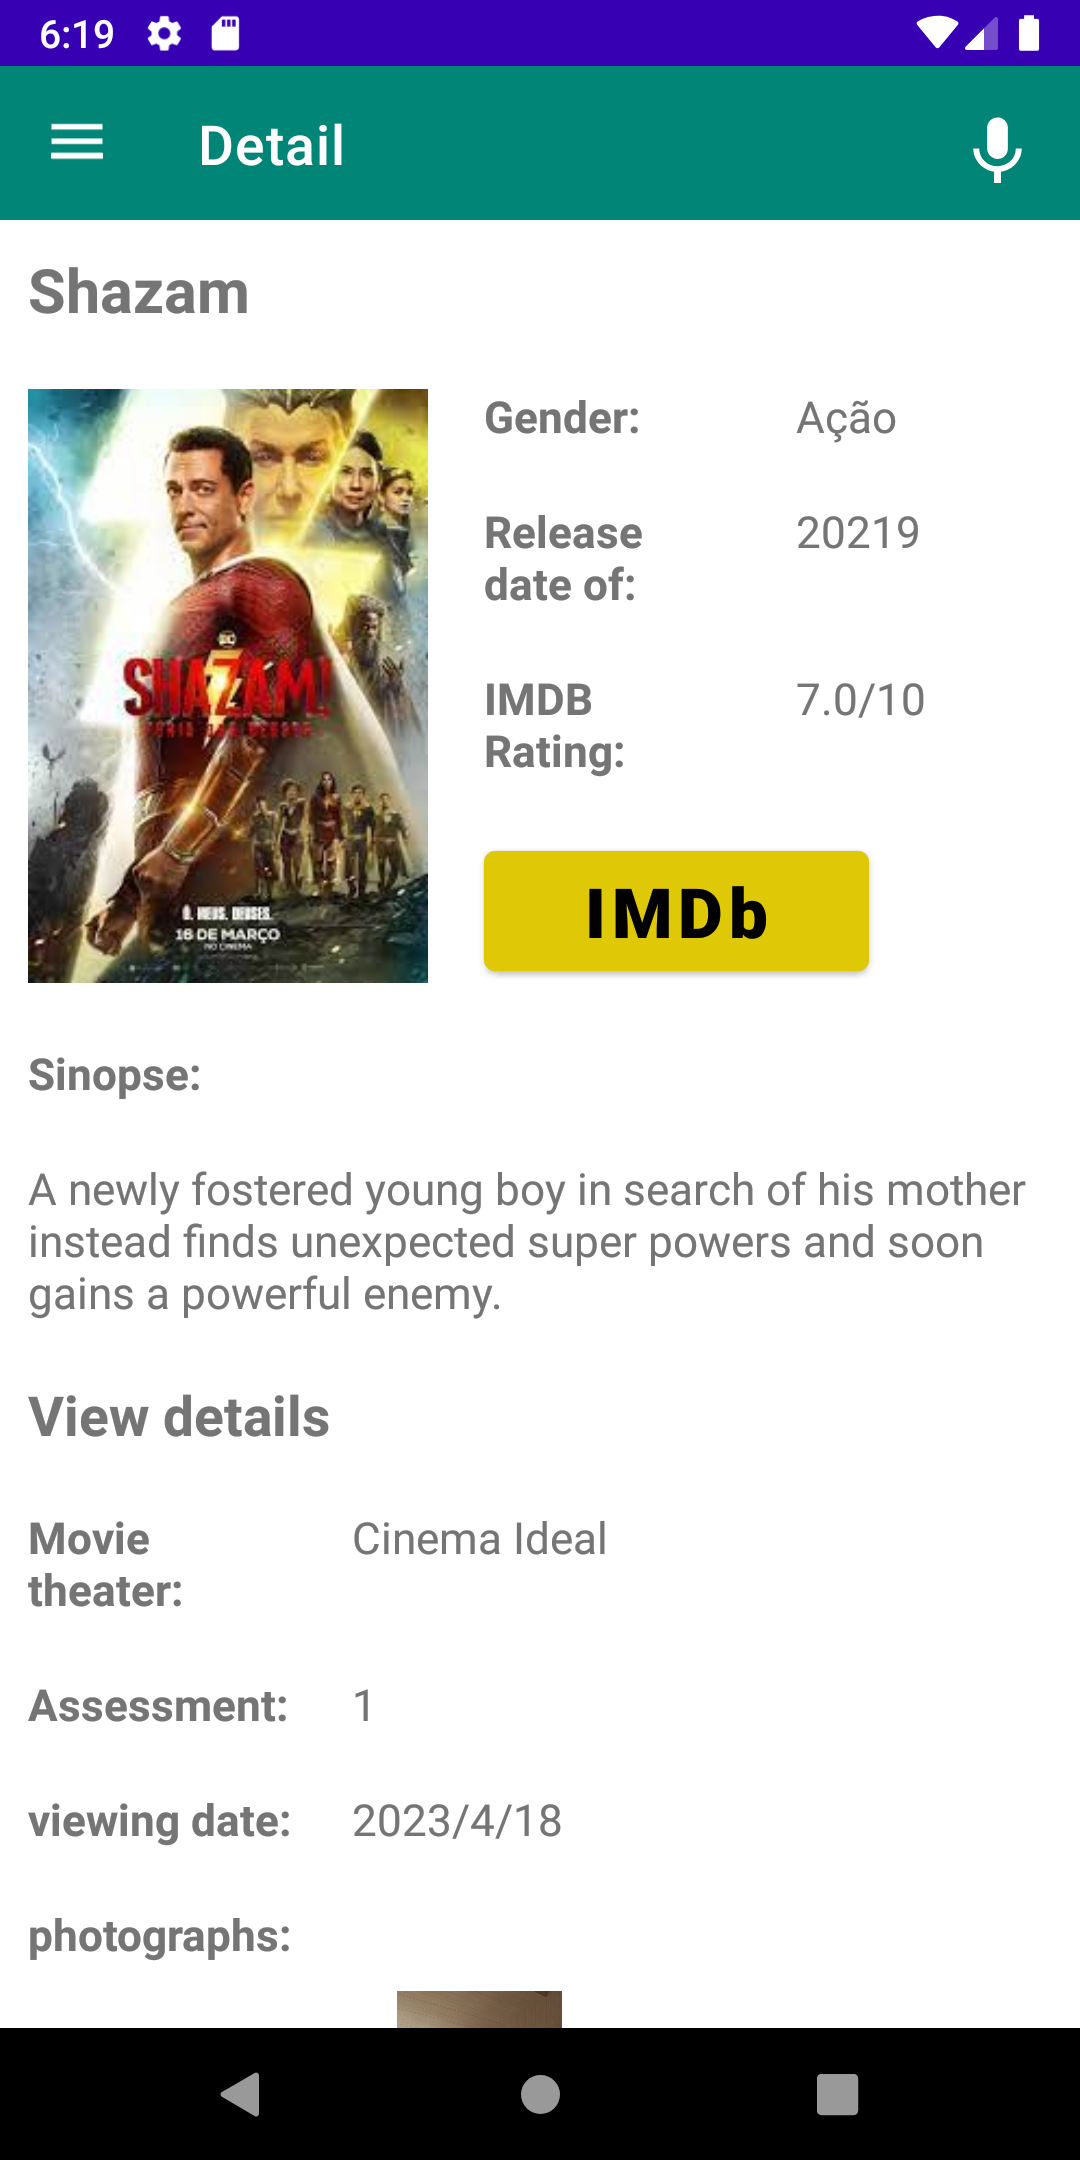 6:19
Detail
Shazam
Gender: Ação
Release date of: 20219
IMDB Rating: 7.0/10
DC
SHAZAM!
Ô, MEUS. DEUSES.
16 DE MARÇO
NO CINEMA
IMDb
Sinopse:
A newly fostered young boy in search of his mother
instead finds unexpected super powers and soon
gains a powerful enemy.
View details
Movie theater: Cinema Ideal
Assessment: 1
viewing date: 2023/4/18
photographs: